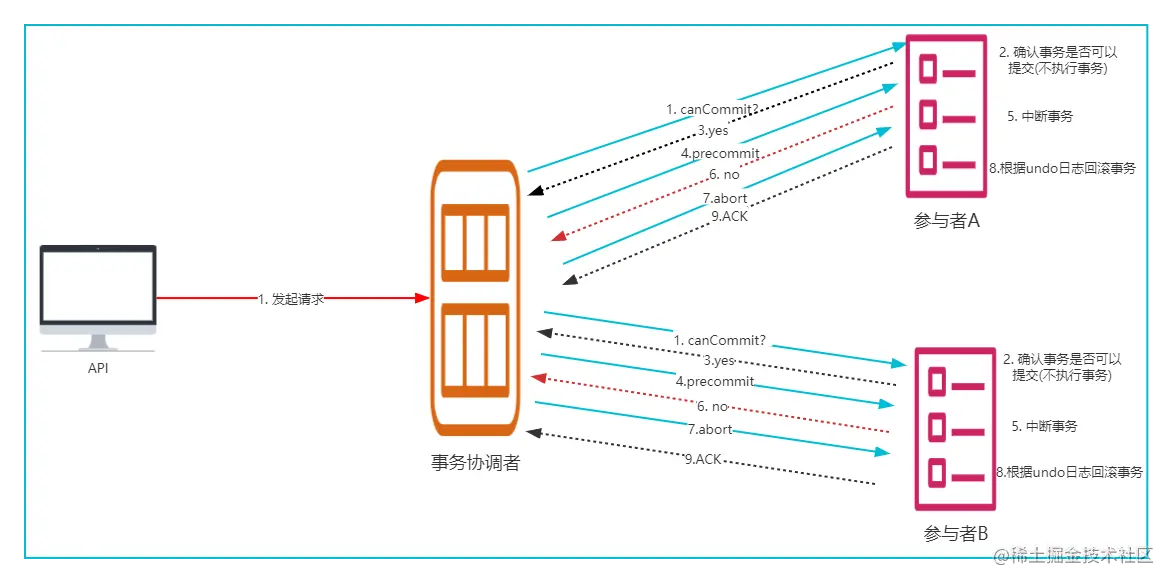 1. canCommit?
3.yes
4.precommit
6. no
7.abort
9.ACK
2. 确认事务是否可以
提交(不执行事务)
5. 中断事务
8.根据undo日志回滚事务
参与者A
1. 发起请求
API
事务协调者
1. canCommit?
3.yes
4.precommit
6. no
7.abort
9.ACK
2. 确认事务是否可以
提交(不执行事务)
5. 中断事务
8.根据undo日志回滚事务
参与者B
@稀土掘金技术社区